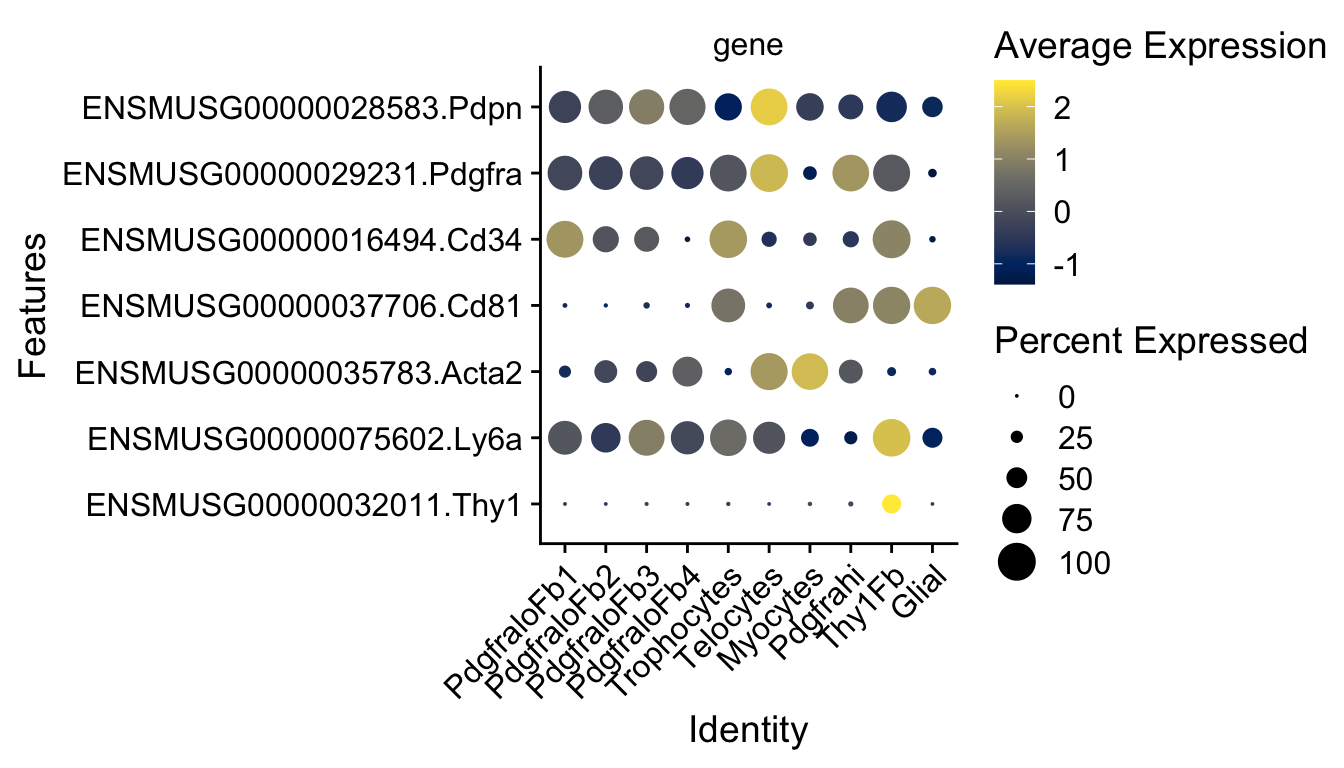 gene
ENSMUSG00000028583.Pdpn
ENSMUSG00000029231.Pdgfra
ENSMUSG00000016494.Cd34
ENSMUSG00000037706.Cd81
ENSMUSG00000035783.Acta2
ENSMUSG00000075602.Ly6a
ENSMUSG00000032011.Thy1
Features
PdgfraloFb1
PdgfraloFb2
PdgfraloFb3
PdgfraloFb4
Trophocytes
Telocytes
Myocytes
Pdgfrahi
Thy1Fb
Glial
Identity
Average Expression
2
1
0
-1
Percent Expressed
0
25
50
75
100